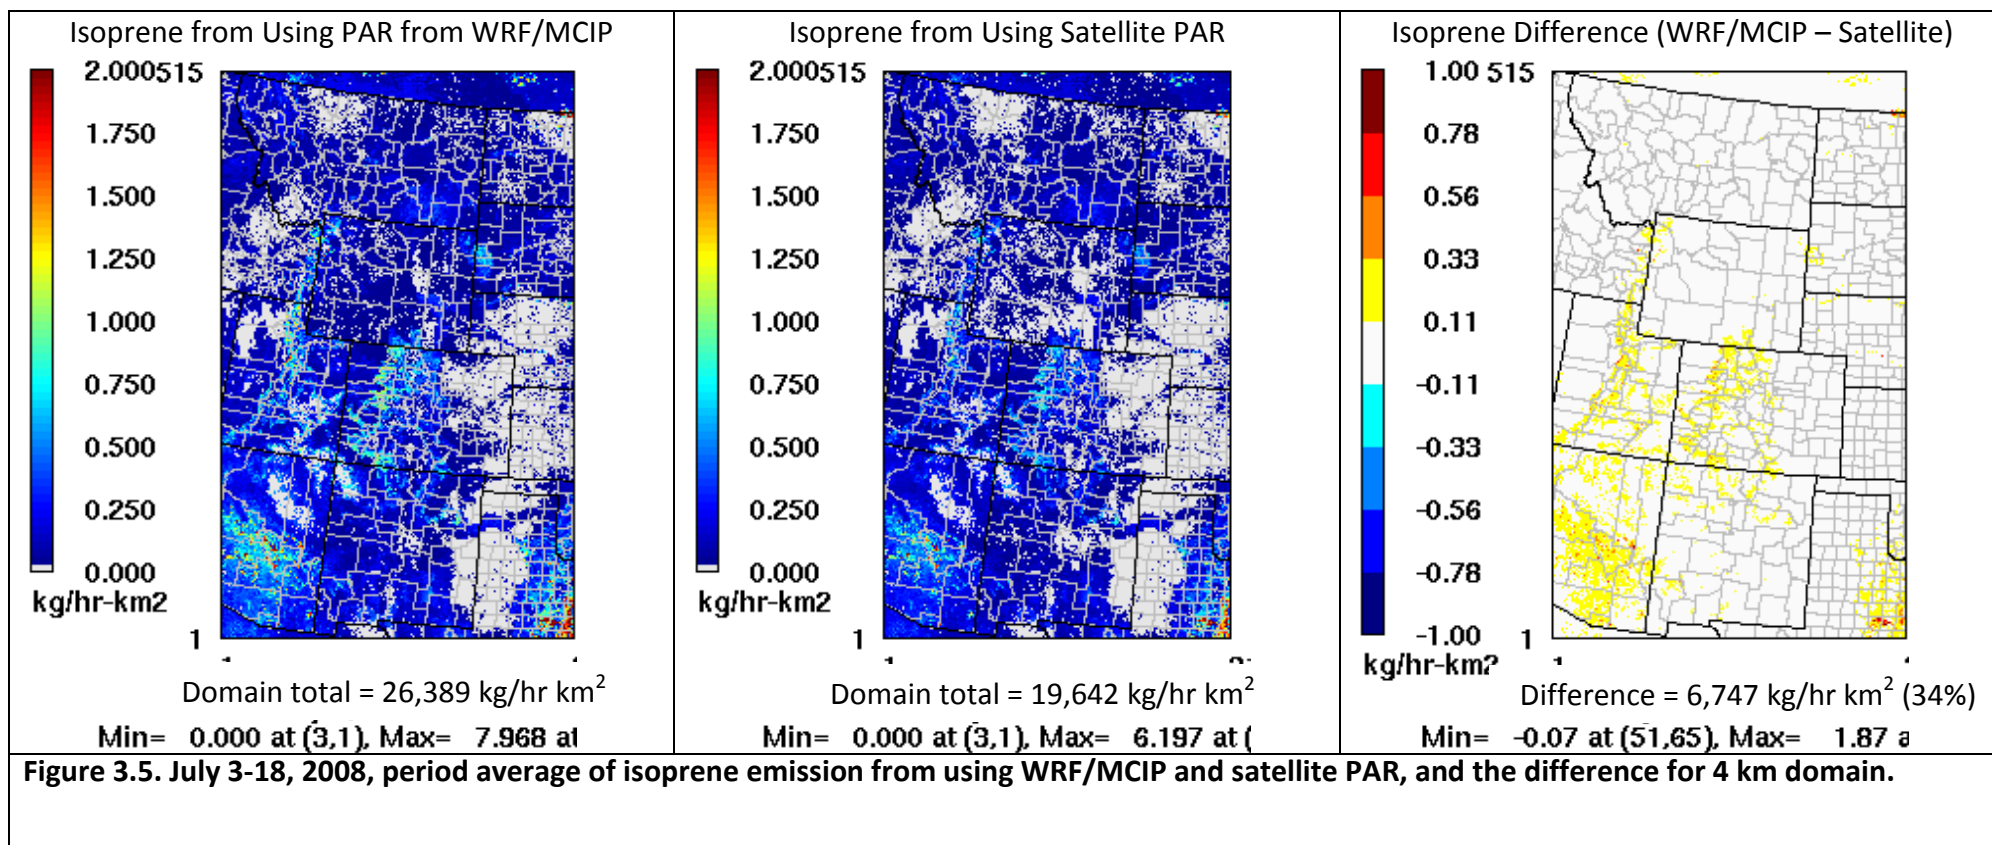 Isoprene from Using PAR from WRF/MCIP
2.000515
1.750
1.500
1.250
1.000
0.750
0.500
0.250
0.000
kg/hr-km2
1
1
Domain total = 26,389 kg/hr km2
Min= 0.000 at (3,1), Max= 7.968 at
Isoprene from Using Satellite PAR
2.000515
1.750
1.500
1.250
1.000
0.750
0.500
0.250
0.000
kg/hr-km2
1
1
Domain total = 19,642 kg/hr km2
Min= 0.000 at (3,1), Max= 6.197 at (
Isoprene Difference (WRF/MCIP – Satellite)
1.00 515
0.78
0.56
0.33
0.11
-0.11
-0.33
-0.56
-0.78
-1.00
kg/hr-km2
1
1
Difference = 6,747 kg/hr km2 (34%)
Min= -0.07 at (51,65), Max= 1.87 a
Figure 3.5. July 3-18, 2008, period average of isoprene emission from using WRF/MCIP and satellite PAR, and the difference for 4 km domain.